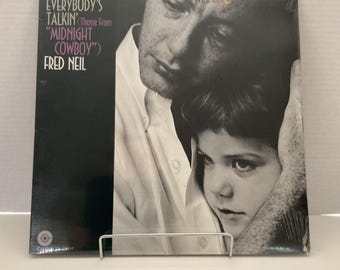 EVERYBODY'S
TALKIN' (Theme From
"MIDNIGHT
COWBOY")
FRED NEIL